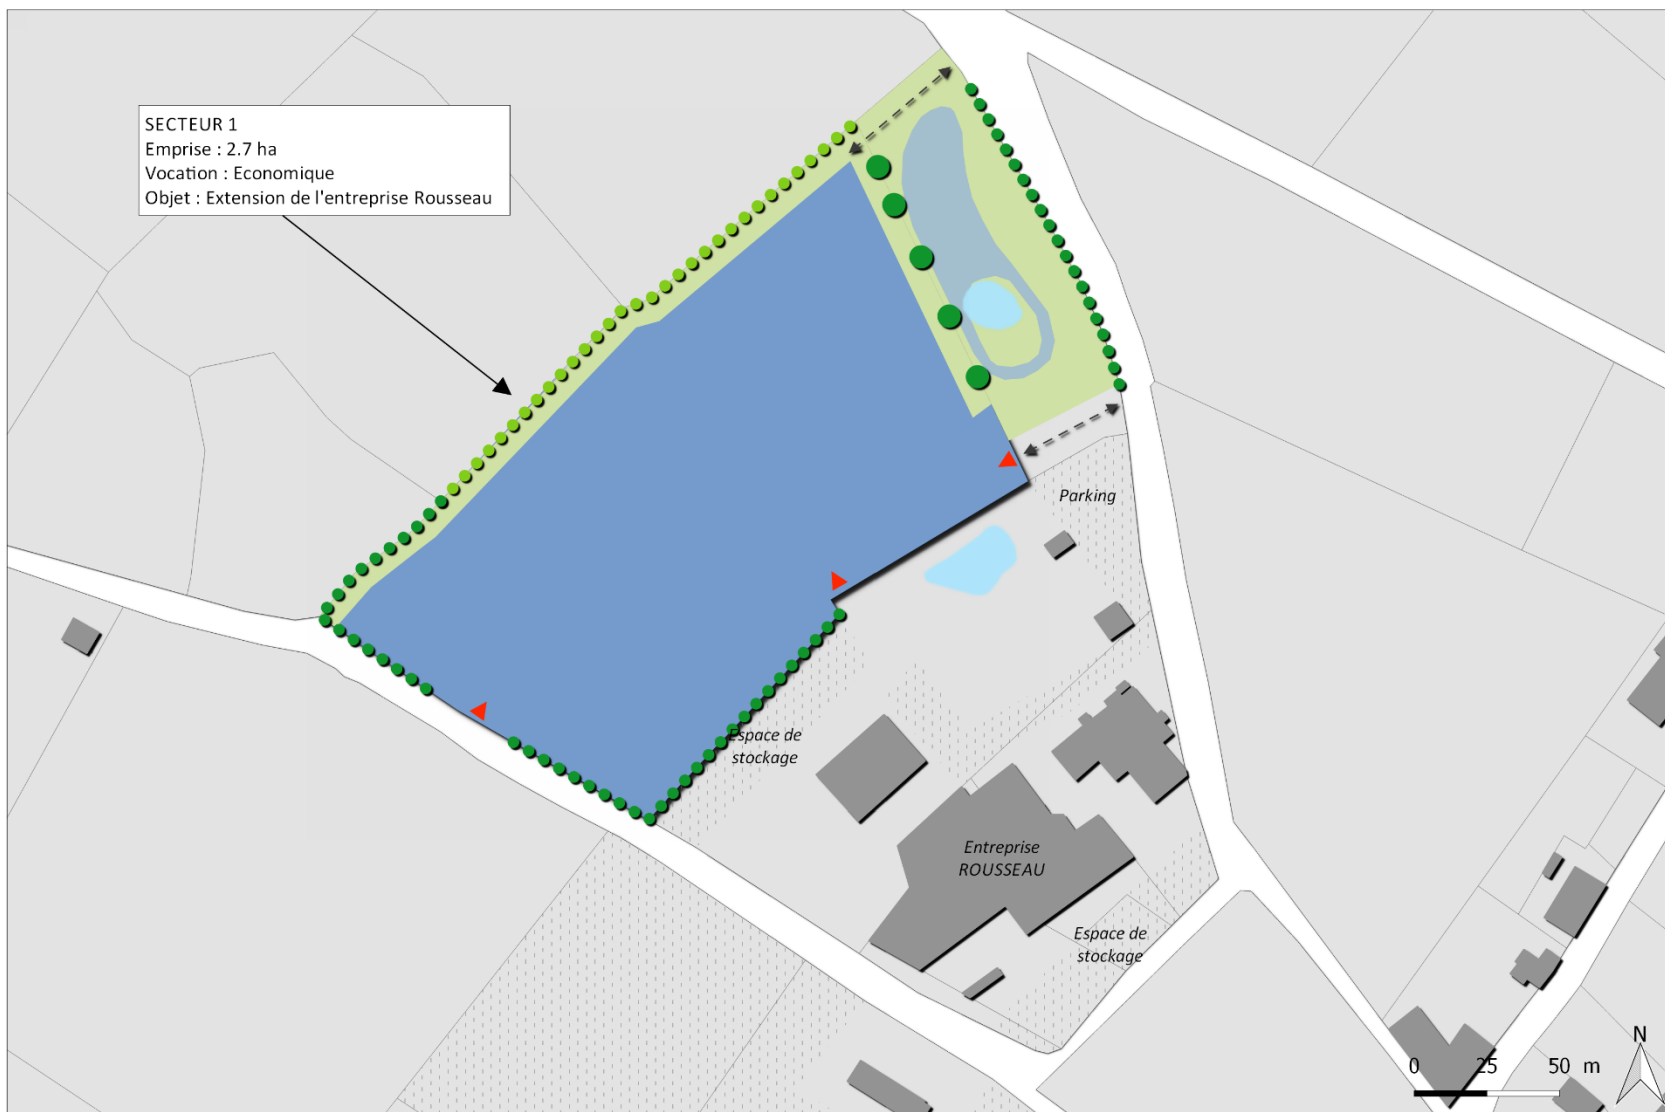 SECTEUR 1
Emprise : 2.7 ha
Vocation : Economique
Objet : Extension de l'entreprise Rousseau
Parking
Espace de
stockage
Entreprise
ROUSSEAU
Espace de
stockage
N
0 25 50 m